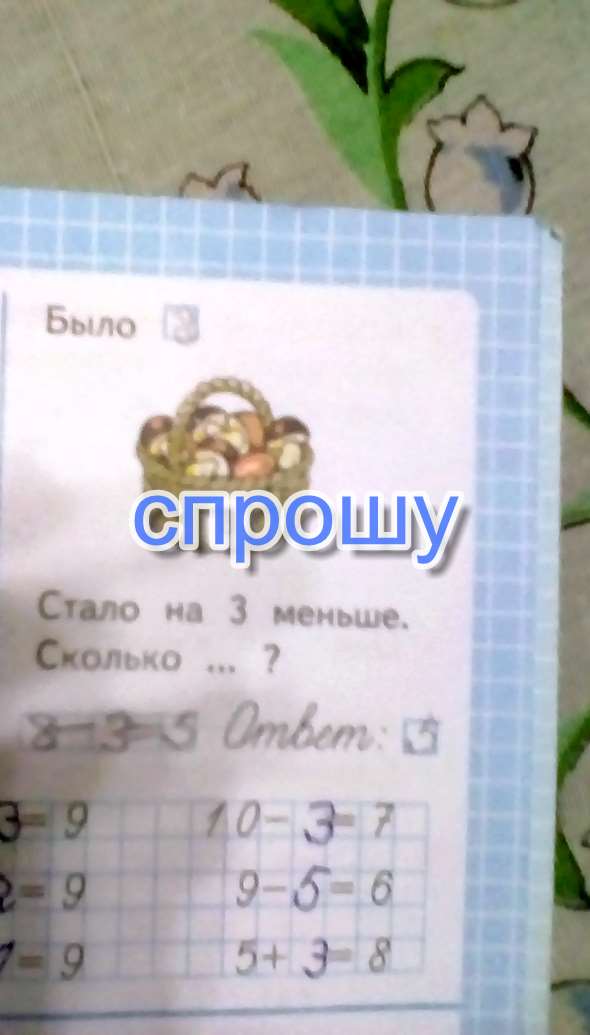 Было 8
спрошу
Стало на 3 меньше.
Сколько ... ?
8-3=5 Ответ: 5
3= 9 10- 3= 7
2= 9 9-5= 6
1= 9 5+ 3= 8